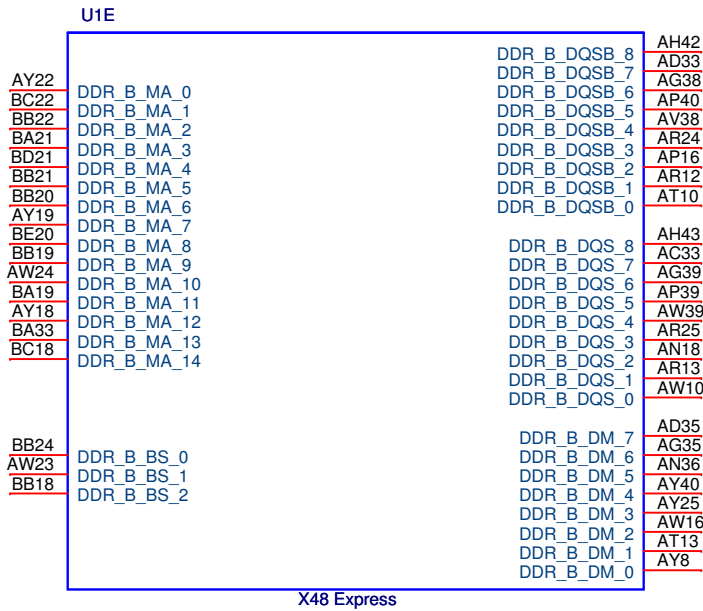 U1E
AY22 DDR_B_MA_0
BC22 DDR_B_MA_1
BB22 DDR_B_MA_2
BA21 DDR_B_MA_3
BD21 DDR_B_MA_4
BB21 DDR_B_MA_5
BB20 DDR_B_MA_6
AY19 DDR_B_MA_7
BE20 DDR_B_MA_8
BB19 DDR_B_MA_9
AW24 DDR_B_MA_10
BA19 DDR_B_MA_11
AY18 DDR_B_MA_12
BA33 DDR_B_MA_13
BC18 DDR_B_MA_14
BB24 DDR_B_BS_0
AW23 DDR_B_BS_1
BB18 DDR_B_BS_2
DDR_B_DQSB_8 AH42
DDR_B_DQSB_7 AD33
DDR_B_DQSB_6 AG38
DDR_B_DQSB_5 AP40
DDR_B_DQSB_4 AV38
DDR_B_DQSB_3 AR24
DDR_B_DQSB_2 AP16
DDR_B_DQSB_1 AR12
DDR_B_DQSB_0 AT10
DDR_B_DQS_8 AH43
DDR_B_DQS_7 AC33
DDR_B_DQS_6 AG39
DDR_B_DQS_5 AP39
DDR_B_DQS_4 AW39
DDR_B_DQS_3 AR25
DDR_B_DQS_2 AN18
DDR_B_DQS_1 AR13
DDR_B_DQS_0 AW10
DDR_B_DM_7 AD35
DDR_B_DM_6 AG35
DDR_B_DM_5 AN36
DDR_B_DM_4 AY40
DDR_B_DM_3 AY25
DDR_B_DM_2 AW16
DDR_B_DM_1 AT13
DDR_B_DM_0 AY8
X48 Express